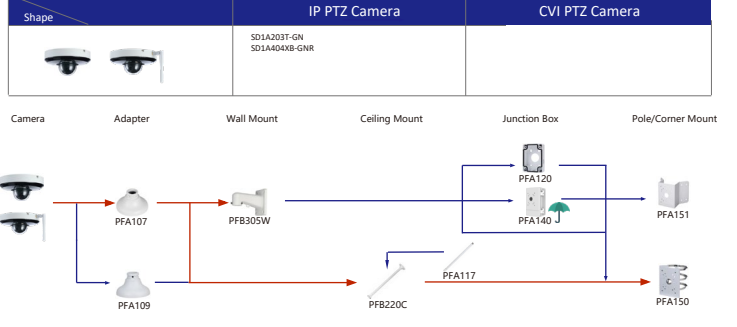 Shape
IP PTZ Camera
CVI PTZ Camera
SD1A203T-GN
SD1A404XB-GNR
Camera
Adapter
Wall Mount
Ceiling Mount
Junction Box
Pole/Corner Mount
PFA107
PFB305W
PFA120
PFA140
PFA151
PFA109
PFB220C
PFA117
PFA150